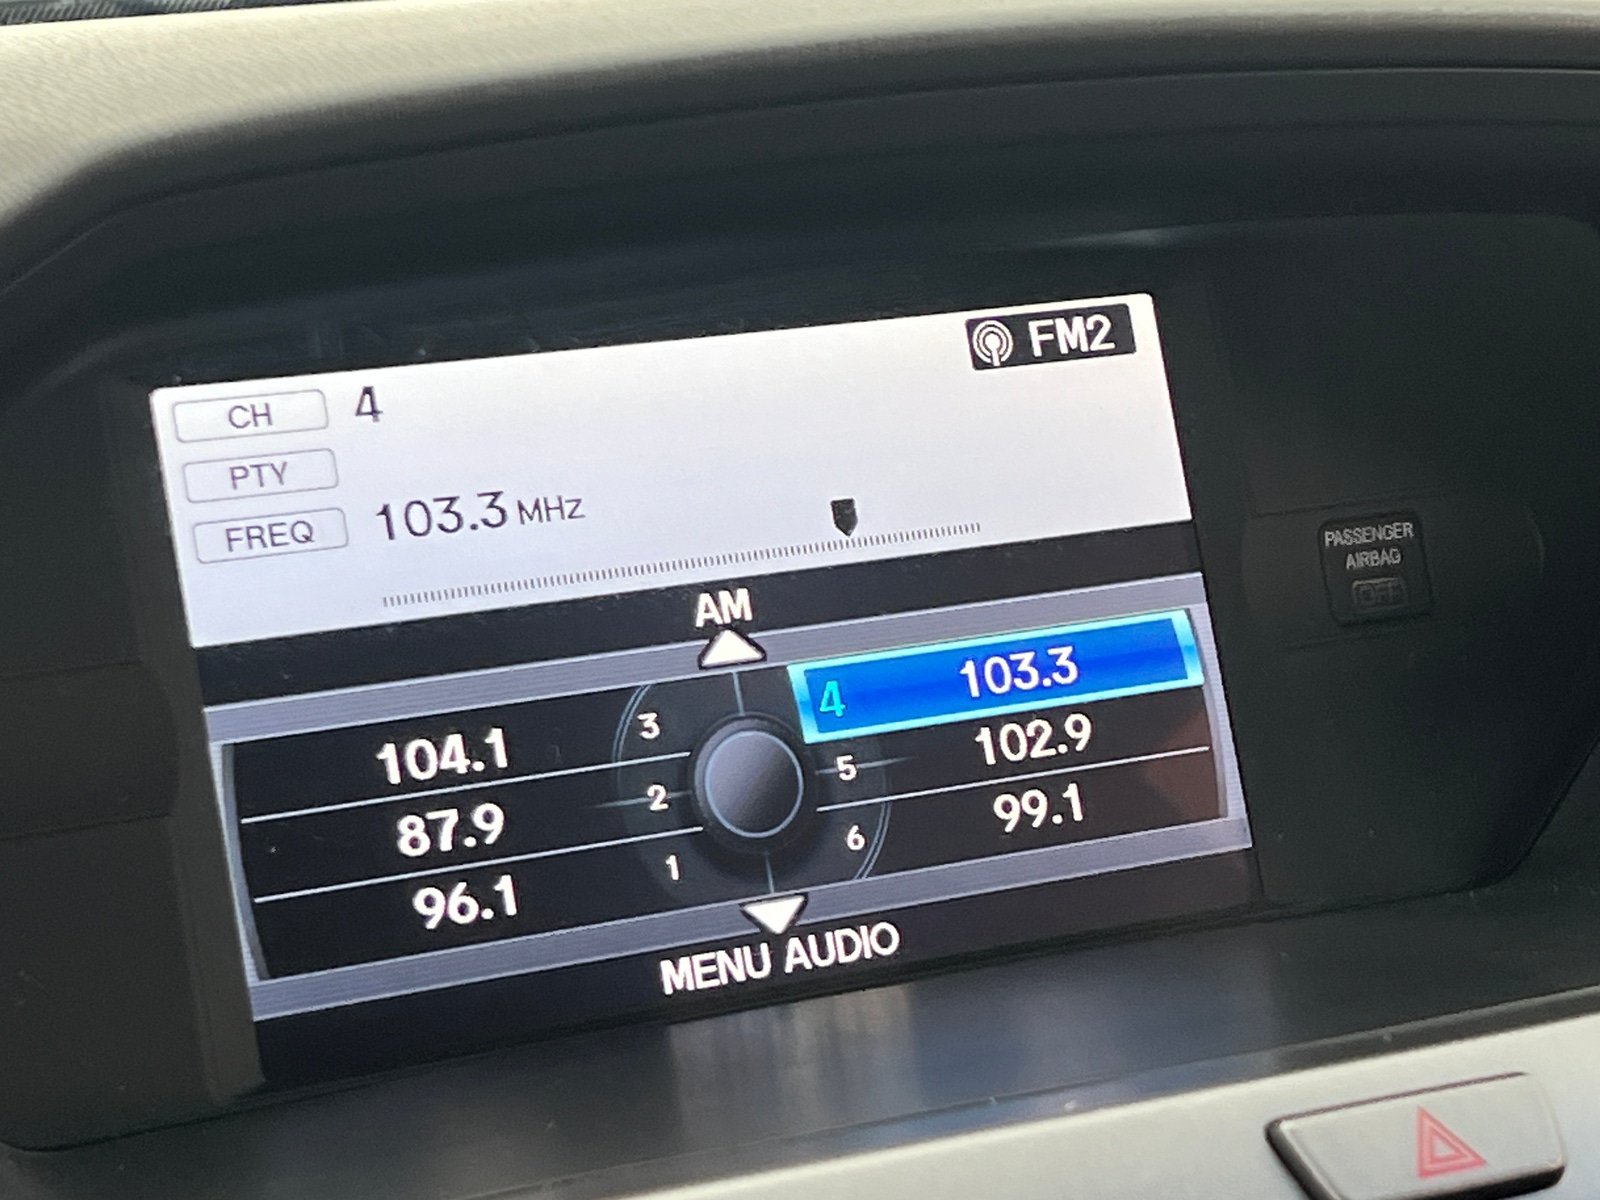 FM2
CH 4
PTY
FREQ 103.3 MHz
AM
104.1 3
87.9 2
96.1 1
4 103.3
5 102.9
6 99.1
MENU AUDIO
PASSENGER
AIRBAG
OFF